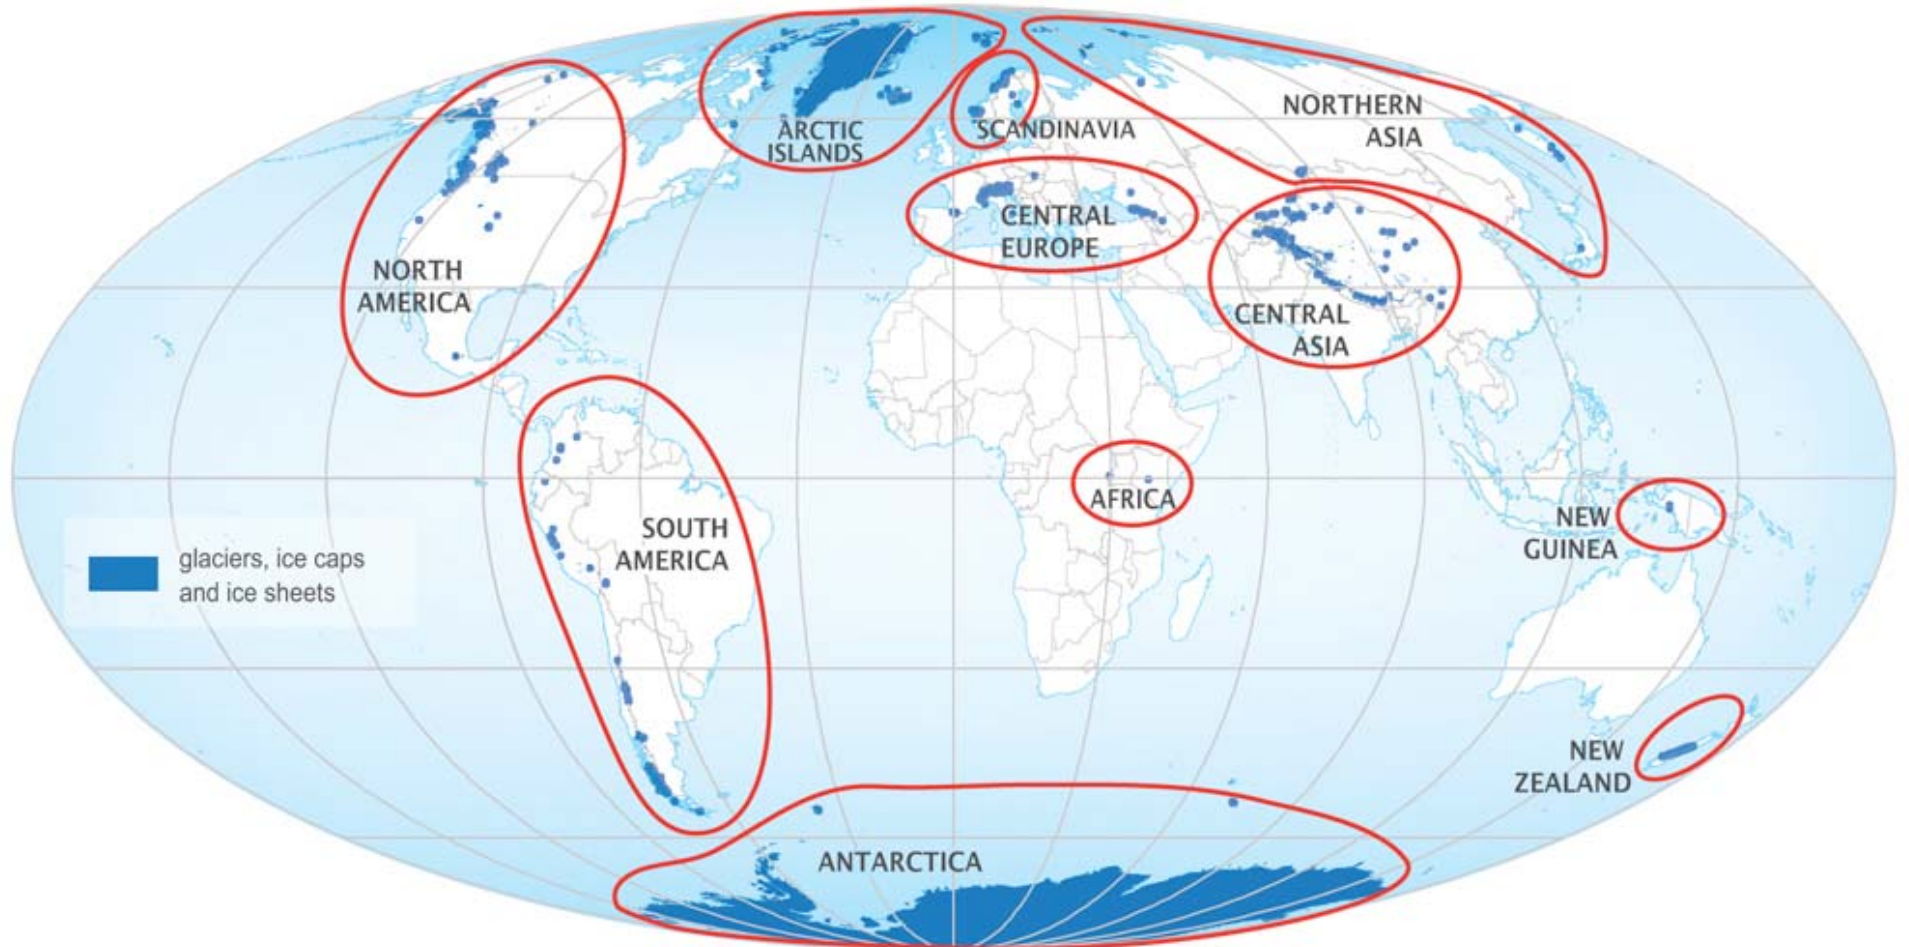 ARCTIC
ISLANDS
SCANDINAVIA
NORTHERN
ASIA
CENTRAL
EUROPE
NORTH
AMERICA
CENTRAL
ASIA
AFRICA
SOUTH
AMERICA
NEW
GUINEA
glaciers, ice caps
and ice sheets
NEW
ZEALAND
ANTARCTICA